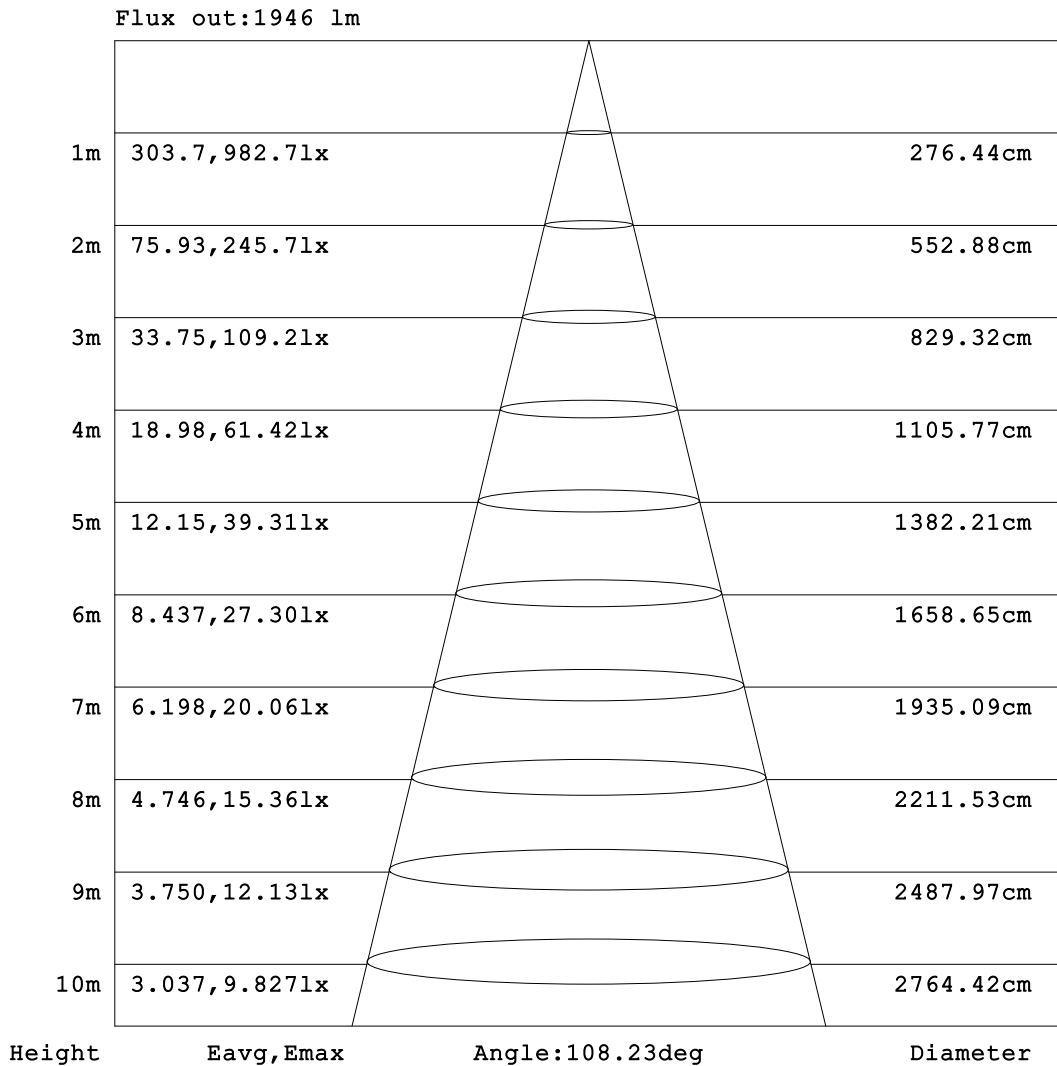 Flux out:1946 lm
1m 303.7,982.7lx 276.44cm
2m 75.93,245.7lx 552.88cm
3m 33.75,109.2lx 829.32cm
4m 18.98,61.42lx 1105.77cm
5m 12.15,39.31lx 1382.21cm
6m 8.437,27.30lx 1658.65cm
7m 6.198,20.06lx 1935.09cm
8m 4.746,15.36lx 2211.53cm
9m 3.750,12.13lx 2487.97cm
10m 3.037,9.827lx 2764.42cm
Height Eavg,Emax Angle:108.23deg Diameter